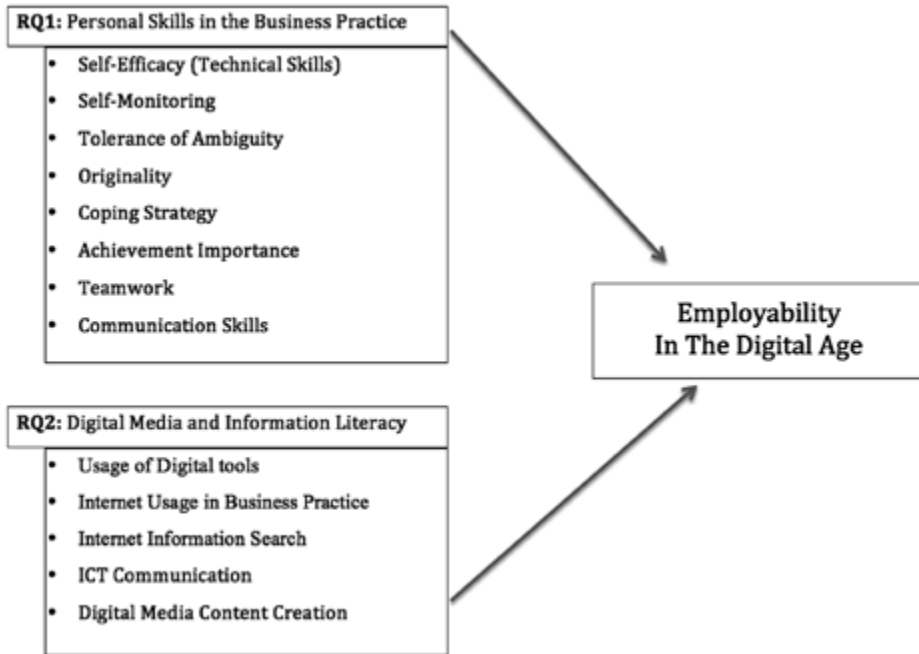 RQ1: Personal Skills in the Business Practice
• Self-Efficacy (Technical Skills)
• Self-Monitoring
• Tolerance of Ambiguity
• Originality
• Coping Strategy
• Achievement Importance
• Teamwork
• Communication Skills
Employability
In The Digital Age
RQ2: Digital Media and Information Literacy
• Usage of Digital tools
• Internet Usage in Business Practice
• Internet Information Search
• ICT Communication
• Digital Media Content Creation